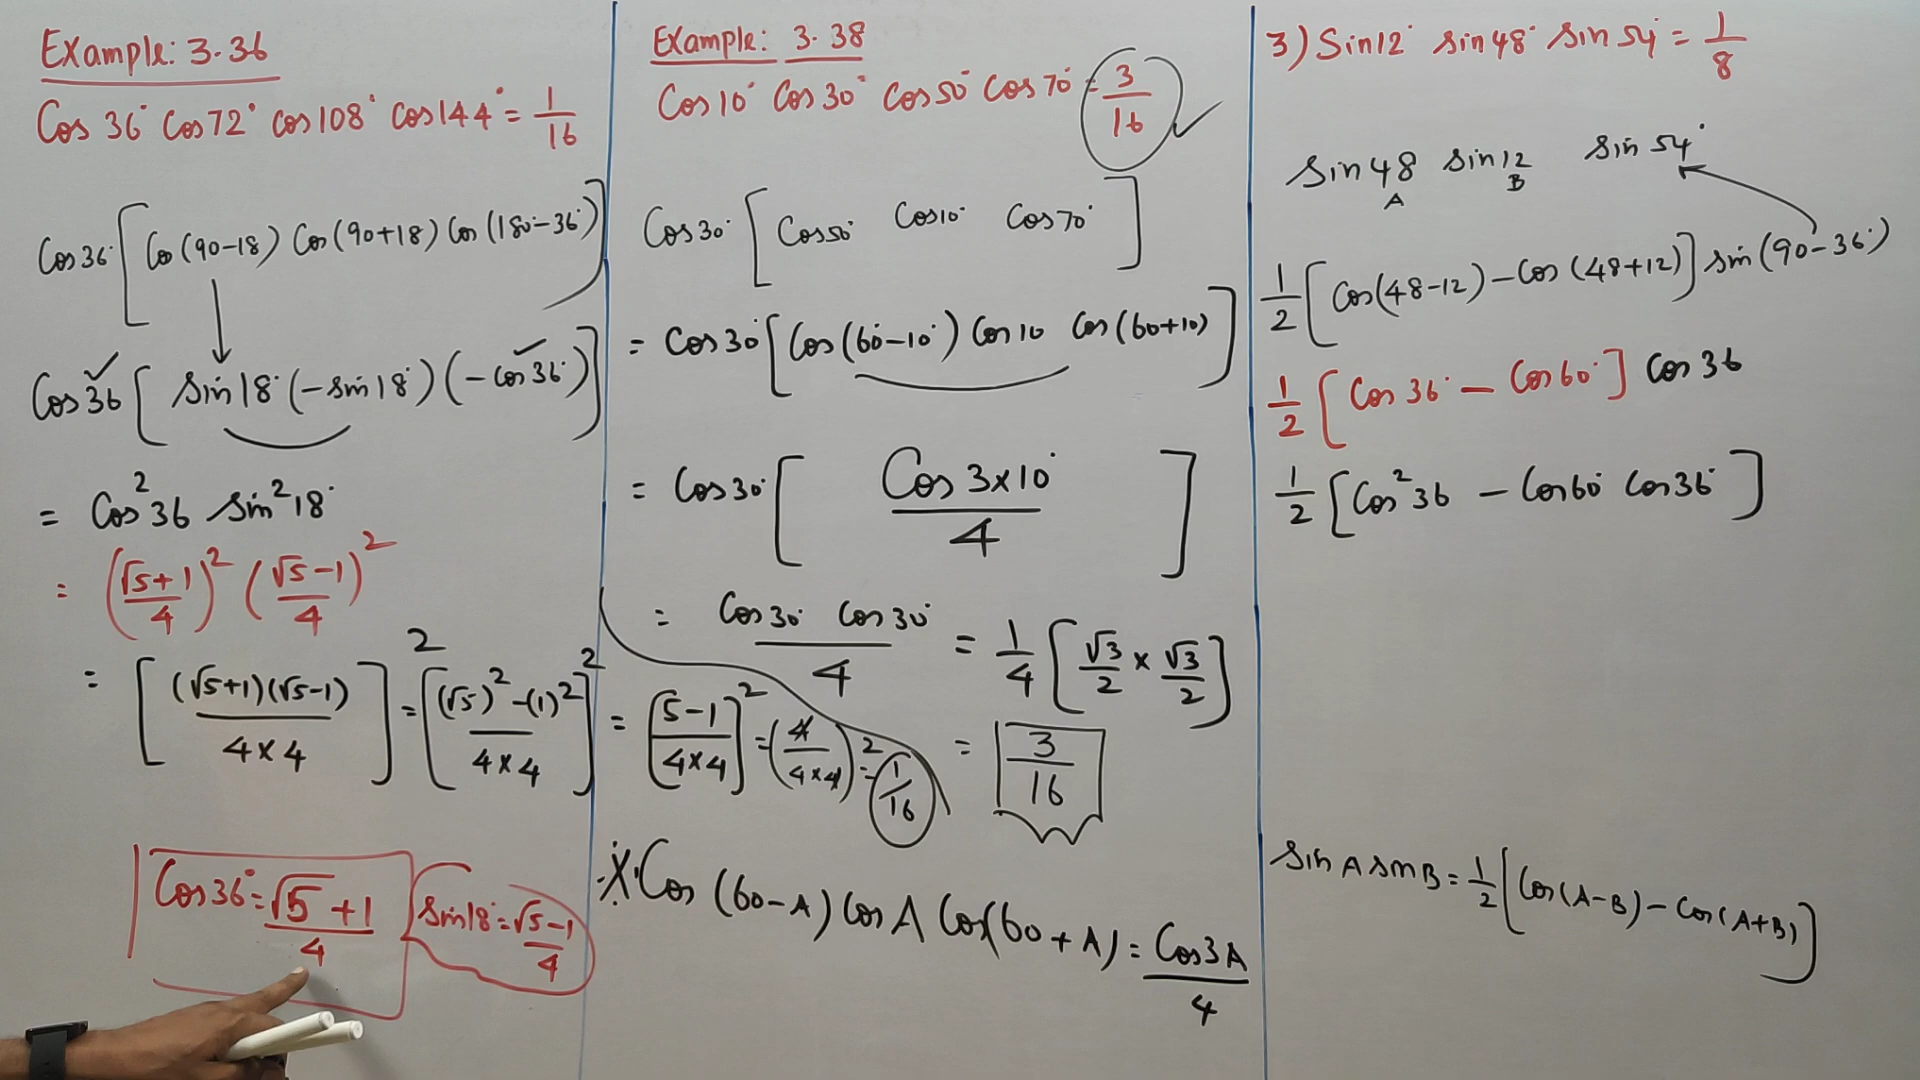 Example: 3.36
Cos 36° Cos 72° cos 108° cos 144° = 1/16
Cos 36° [Cos (90-18) Cos (90+18) Cos (180°-36°)]
Cos 36 [Sin 18° (-sin 18°) (-cos 36°)]
= Cos²36 Sin²18°
= ((√5+1)/4)² ((√5-1)/4)²
= [(√5+1)(√5-1)/(4×4)]² = [((√5)²-(1)²)/(4×4)]² = [(5-1)/(4×4)]² = (4/(4×4))² = 1/16
Cos 36° = (√5+1)/4
Sin 18° = (√5-1)/4
Example: 3.38
Cos 10° Cos 30° Cos 50° Cos 70° = 3/16
Cos 30° [Cos 50° Cos 10° Cos 70°]
= Cos 30° [Cos (60°-10°) Cos 10 Cos (60+10)]
= Cos 30° [Cos 3×10°/4]
= Cos 30° Cos 30°/4 = 1/4 [√3/2 × √3/2]
= 3/16
Cos (60-A) Cos A Cos (60+A) = Cos 3A/4
3) Sin 12° sin 48° sin 54° = 1/8
Sin 48 Sin 12 Sin 54°
A B
1/2 [Cos (48-12) - Cos (48+12)] sin (90-36°)
1/2 [Cos 36° - Cos 60°] Cos 36
1/2 [Cos²36 - Cos 60° Cos 36°]
Sin A Sin B = 1/2 [Cos (A-B) - Cos (A+B)]